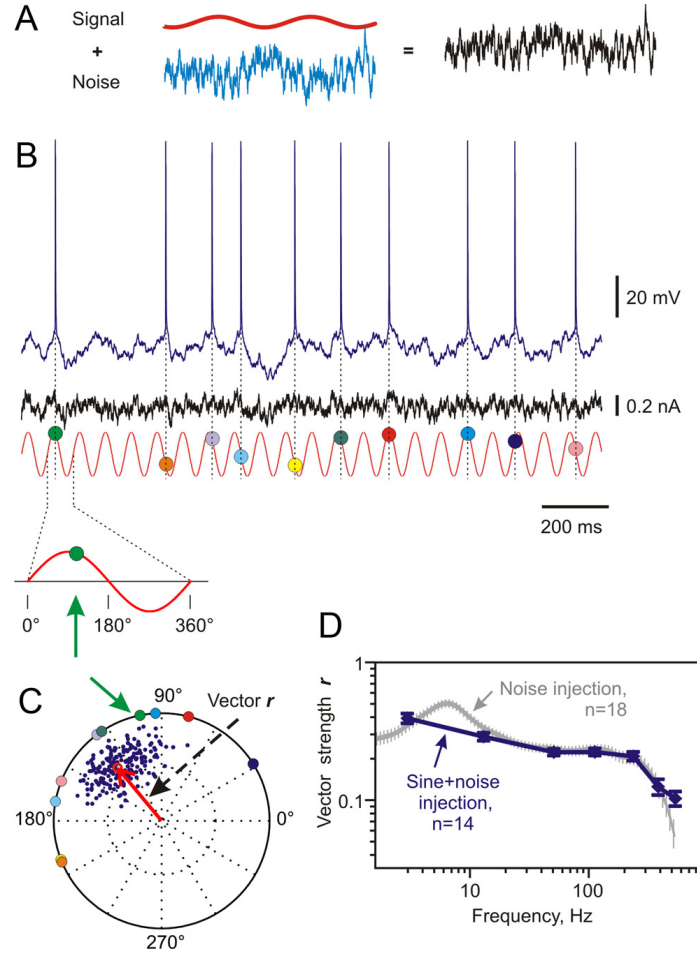 A
Signal
+
Noise
=
B
20 mV
0.2 nA
200 ms
0° 180° 360°
C
90°
Vector r
180°
0°
270°
D
Vector strength r
1
0.1
Noise injection,
n=18
Sine+noise
injection,
n=14
10 100
Frequency, Hz